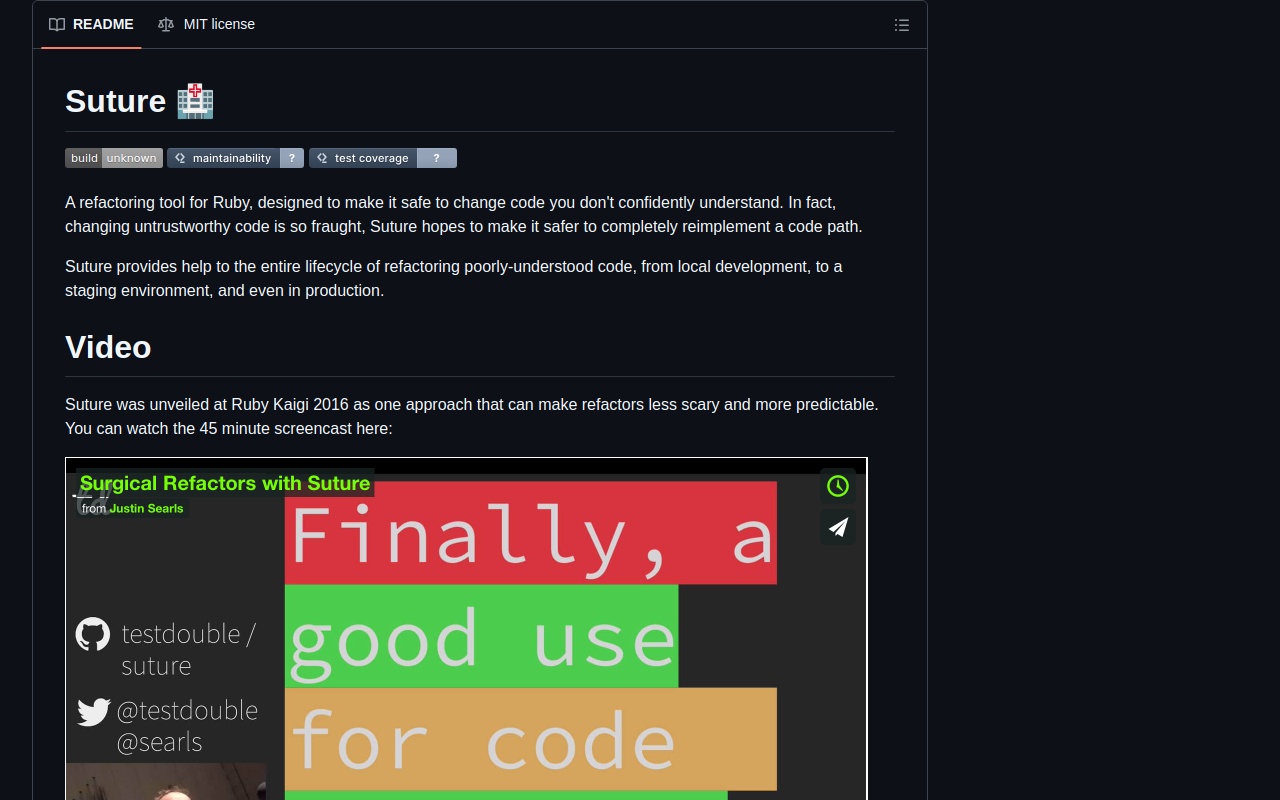 README MIT license
Suture
build unknown maintainability ? test coverage ?
A refactoring tool for Ruby, designed to make it safe to change code you don't confidently understand. In fact,
changing untrustworthy code is so fraught, Suture hopes to make it safer to completely reimplement a code path.
Suture provides help to the entire lifecycle of refactoring poorly-understood code, from local development, to a
staging environment, and even in production.
Video
Suture was unveiled at Ruby Kaigi 2016 as one approach that can make refactors less scary and more predictable.
You can watch the 45 minute screencast here:
Surgical Refactors with Suture
from Justin Searls
Finally, a
good use
for code
testdouble /
suture
@testdouble
@searls